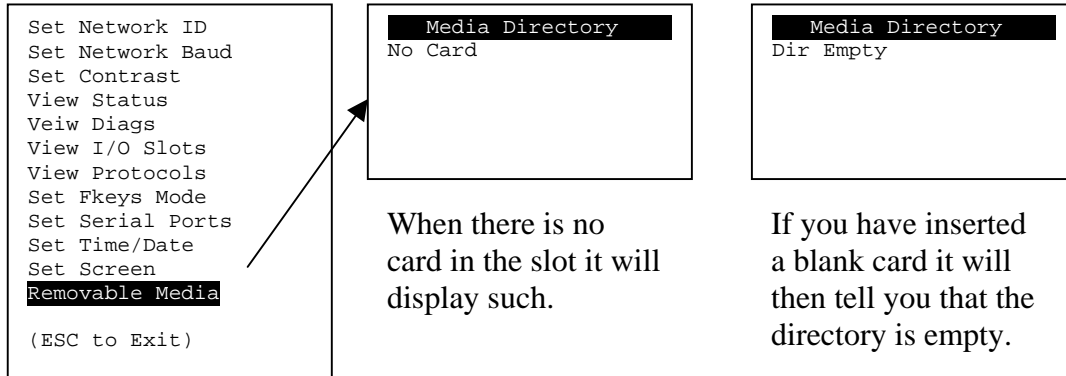 Set Network ID
Set Network Baud
Set Contrast
View Status
Veiw Diags
View I/O Slots
View Protocols
Set Fkeys Mode
Set Serial Ports
Set Time/Date
Set Screen
Removable Media
(ESC to Exit)
Media Directory
No Card
When there is no
card in the slot it will
display such.
Media Directory
Dir Empty
If you have inserted
a blank card it will
then tell you that the
directory is empty.